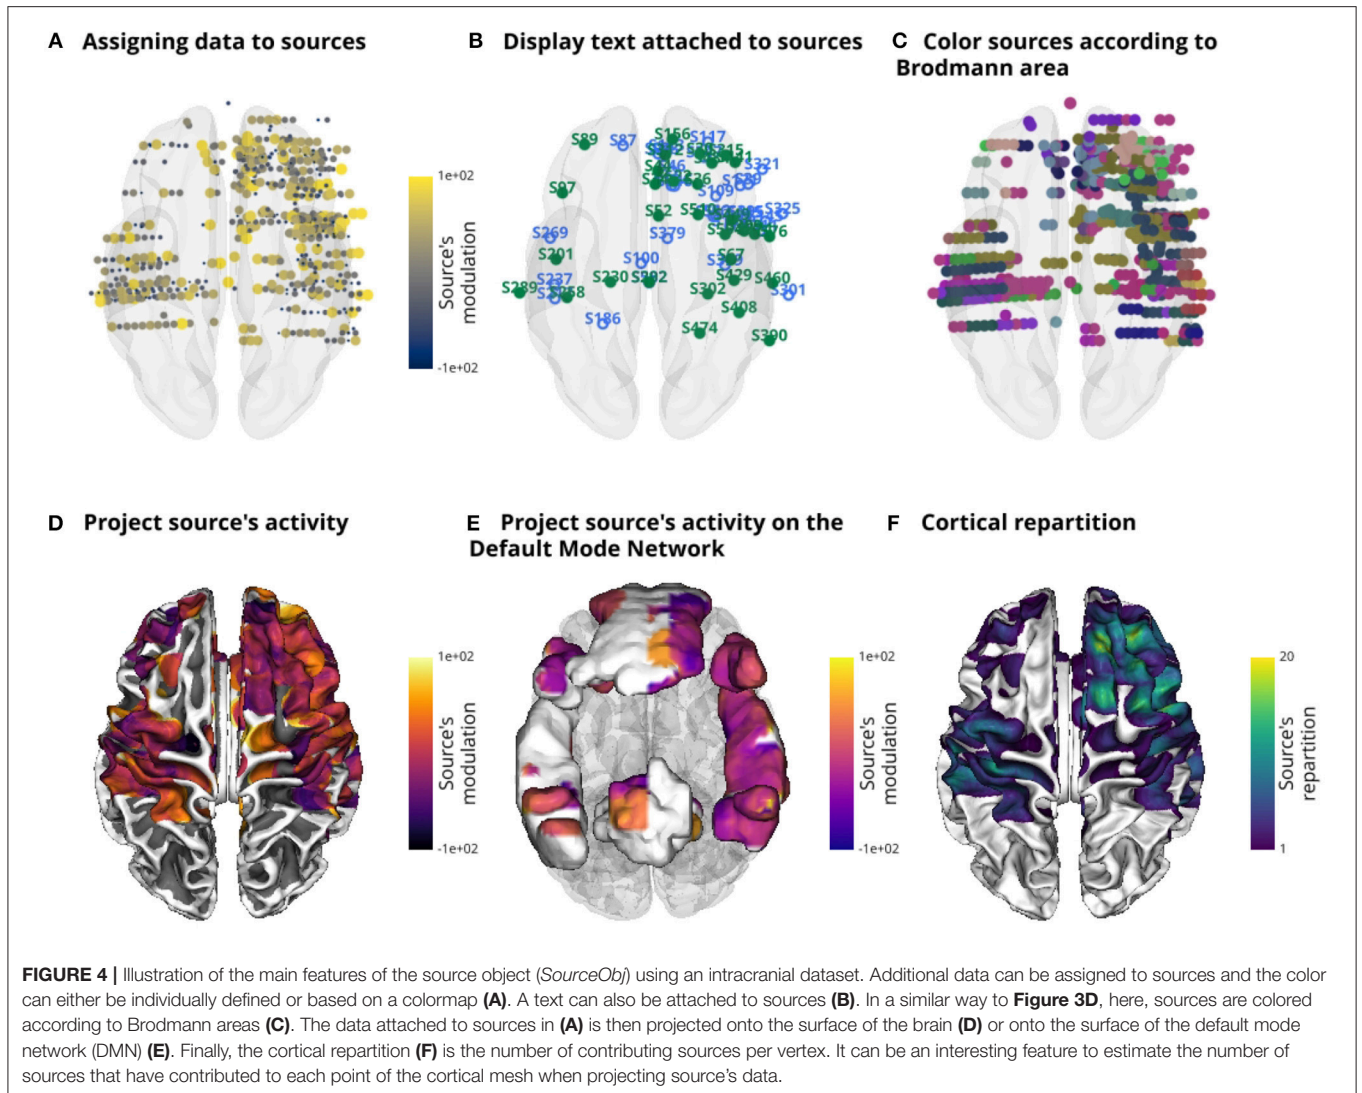 A Assigning data to sources
B Display text attached to sources
C Color sources according to
Brodmann area
1e+02
Source's
modulation
-1e+02
S89
S87
S156
S117
S321
S97
S52
S325
S269
S379
S201
S100
S67
S237
S230
S292
S429
S460
S289
S302
S301
S408
S186
S474
S390
D Project source's activity
E Project source's activity on the
Default Mode Network
F Cortical repartition
1e+02
Source's
modulation
-1e+02
1e+02
Source's
modulation
-1e+02
20
Source's
repartition
1
FIGURE 4 | Illustration of the main features of the source object (SourceObj) using an intracranial dataset. Additional data can be assigned to sources and the color
can either be individually defined or based on a colormap (A). A text can also be attached to sources (B). In a similar way to Figure 3D, here, sources are colored
according to Brodmann areas (C). The data attached to sources in (A) is then projected onto the surface of the brain (D) or onto the surface of the default mode
network (DMN) (E). Finally, the cortical repartition (F) is the number of contributing sources per vertex. It can be an interesting feature to estimate the number of
sources that have contributed to each point of the cortical mesh when projecting source's data.